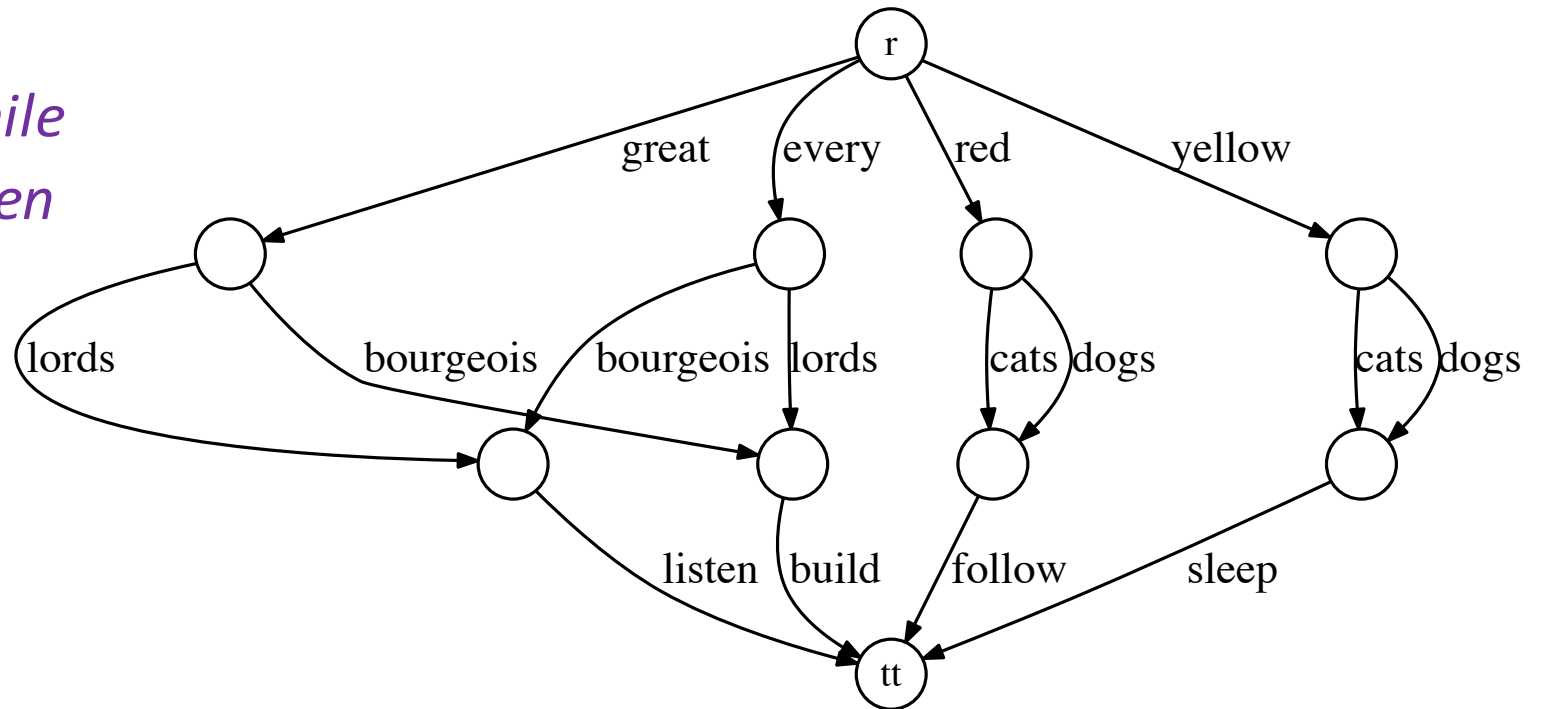 r
great every red yellow
lords bourgeois bourgeois lords cats dogs cats dogs
listen build follow sleep
tt